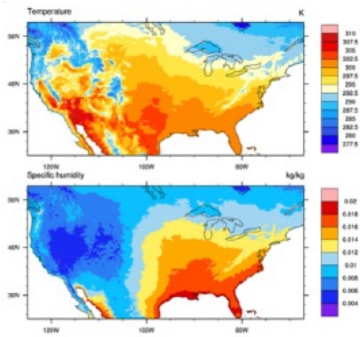 Temperature K
50N
40N
30N
120W 100W 80W
310
307.5
305
302.5
300
297.5
295
292.5
290
287.5
285
282.5
280
277.5
Specific humidity kg/kg
50N
40N
30N
120W 100W 80W
0.02
0.018
0.016
0.014
0.012
0.01
0.008
0.006
0.004